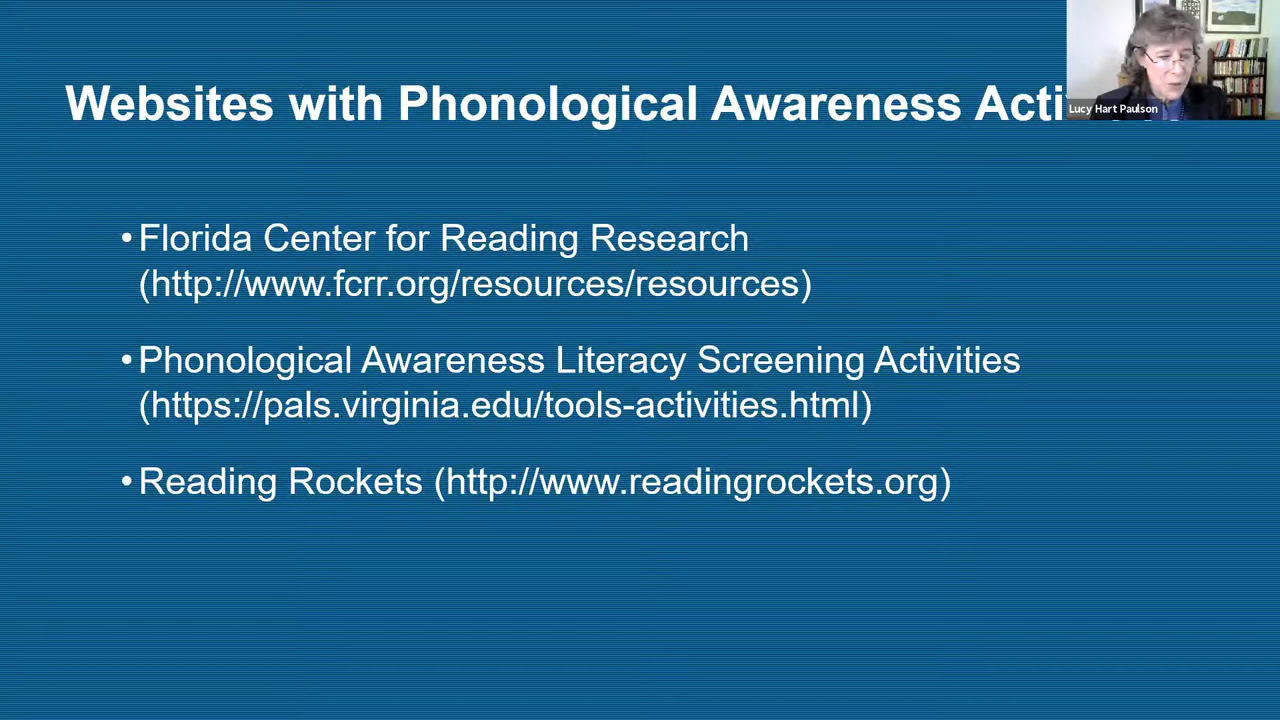 Websites with Phonological Awareness Acti
Lucy Hart Paulson
•Florida Center for Reading Research
(http://www.fcrr.org/resources/resources)
•Phonological Awareness Literacy Screening Activities
(https://pals.virginia.edu/tools-activities.html)
•Reading Rockets (http://www.readingrockets.org)